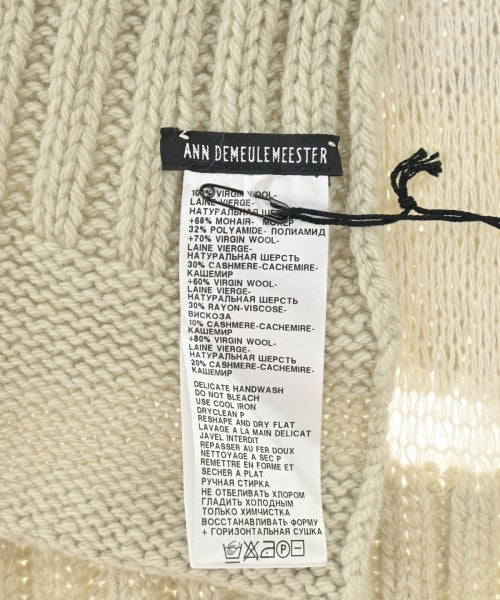 ANN DEMEULEMEESTER
100% VIRGIN WOOL-
LAINE VIERGE-
НАТУРАЛЬНАЯ ШЕРСТЬ
+68% MOHAIR- МОХЕР
32% POLYAMIDE- ПОЛИАМИД
+70% VIRGIN WOOL-
LAINE VIERGE-
НАТУРАЛЬНАЯ ШЕРСТЬ
30% CASHMERE-CACHEMIRE-
КАШЕМИР
+60% VIRGIN WOOL-
LAINE VIERGE-
НАТУРАЛЬНАЯ ШЕРСТЬ
30% RAYON-VISCOSE-
ВИСКОЗА
10% CASHMERE-CACHEMIRE-
КАШЕМИР
+80% VIRGIN WOOL-
LAINE VIERGE-
НАТУРАЛЬНАЯ ШЕРСТЬ
20% CASHMERE-CACHEMIRE-
КАШЕМИР
DELICATE HANDWASH
DO NOT BLEACH
USE COOL IRON
DRYCLEAN P
RESHAPE AND DRY FLAT
LAVAGE A LA MAIN DELICAT
JAVEL INTERDIT
REPASSER AU FER DOUX
NETTOYAGE A SEC P
REMETTRE EN FORME ET
SECHER A PLAT
РУЧНАЯ СТИРКА
НЕ ОТБЕЛИВАТЬ ХЛОРОМ
ГЛАДИТЬ ХОЛОДНЫМ
ТОЛЬКО ХИМЧИСТКА
ВОССТАНАВЛИВАТЬ ФОРМУ
+ ГОРИЗОНТАЛЬНАЯ СУШКА
P